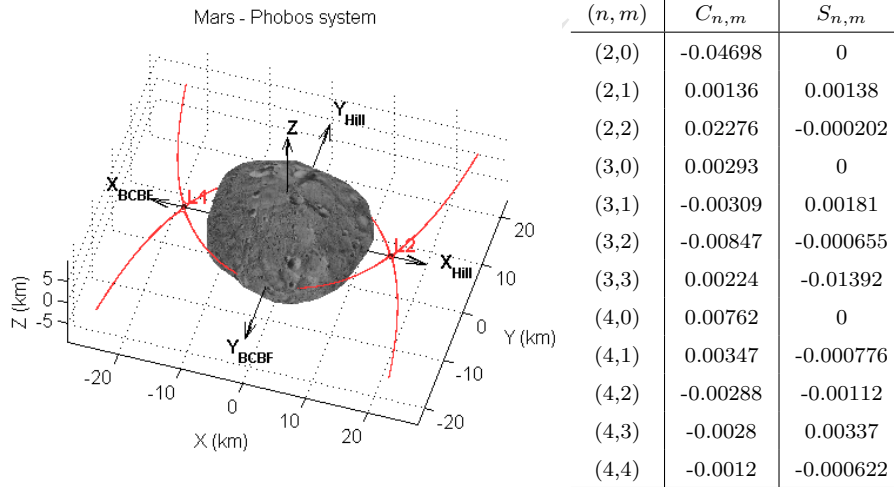 Mars - Phobos system
Y_Hill
Z
X_BCBF
L1
L2
X_Hill
Y_BCBF
Z (km)
5
0
-5
-20
-10
0
10
20
X (km)
20
10
0
-10
-20
Y (km)
(n, m) C_{n,m} S_{n,m}
(2,0) -0.04698 0
(2,1) 0.00136 0.00138
(2,2) 0.02276 -0.000202
(3,0) 0.00293 0
(3,1) -0.00309 0.00181
(3,2) -0.00847 -0.000655
(3,3) 0.00224 -0.01392
(4,0) 0.00762 0
(4,1) 0.00347 -0.000776
(4,2) -0.00288 -0.00112
(4,3) -0.0028 0.00337
(4,4) -0.0012 -0.000622